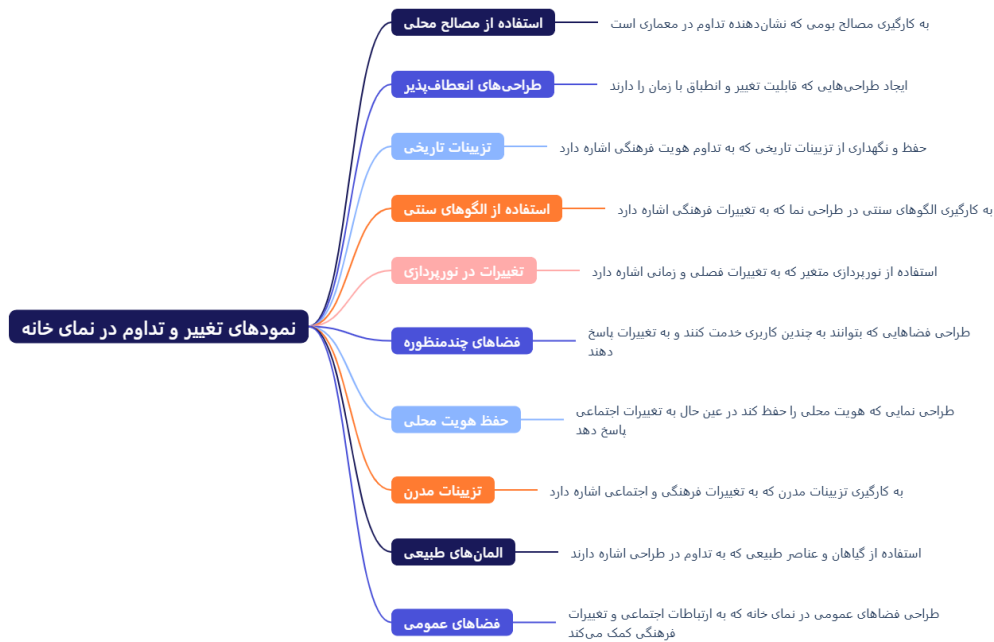 نمودهای تغییر و تداوم در نمای خانه
استفاده از مصالح محلی
به کارگیری مصالح بومی که نشان‌دهنده تداوم در معماری است
طراحی‌های انعطاف‌پذیر
ایجاد طراحی‌هایی که قابلیت تغییر و انطباق با زمان را دارند
تزیینات تاریخی
حفظ و نگهداری از تزیینات تاریخی که به تداوم هویت فرهنگی اشاره دارد
استفاده از الگوهای سنتی
به کارگیری الگوهای سنتی در طراحی نما که به تغییرات فرهنگی اشاره دارد
تغییرات در نورپردازی
استفاده از نورپردازی متغیر که به تغییرات فصلی و زمانی اشاره دارد
فضاهای چندمنظوره
طراحی فضاهایی که بتوانند به چندین کاربری خدمت کنند و به تغییرات پاسخ
دهند
حفظ هویت محلی
طراحی نمایی که هویت محلی را حفظ کند در عین حال به تغییرات اجتماعی
پاسخ دهد
تزیینات مدرن
به کارگیری تزیینات مدرن که به تغییرات فرهنگی و اجتماعی اشاره دارد
المان‌های طبیعی
استفاده از گیاهان و عناصر طبیعی که به تداوم در طراحی اشاره دارند
فضاهای عمومی
طراحی فضاهای عمومی در نمای خانه که به ارتباطات اجتماعی و تغییرات
فرهنگی کمک می‌کند